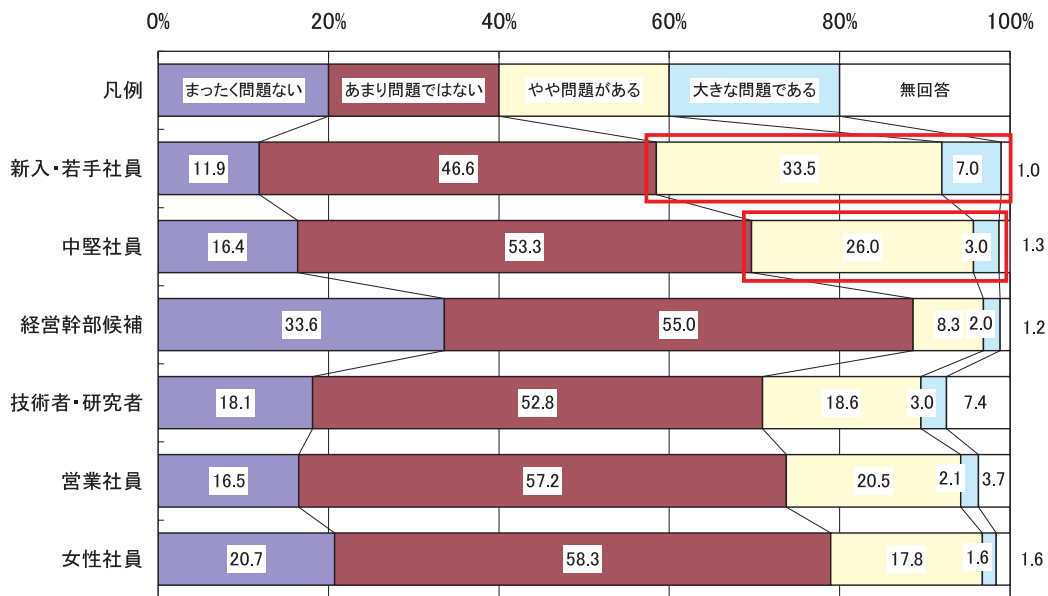 0% 20% 40% 60% 80% 100%
凡例 まったく問題ない あまり問題ではない やや問題がある 大きな問題である 無回答
新入・若手社員 11.9 46.6 33.5 7.0 1.0
中堅社員 16.4 53.3 26.0 3.0 1.3
経営幹部候補 33.6 55.0 8.3 2.0 1.2
技術者・研究者 18.1 52.8 18.6 3.0 7.4
営業社員 16.5 57.2 20.5 2.1 3.7
女性社員 20.7 58.3 17.8 1.6 1.6